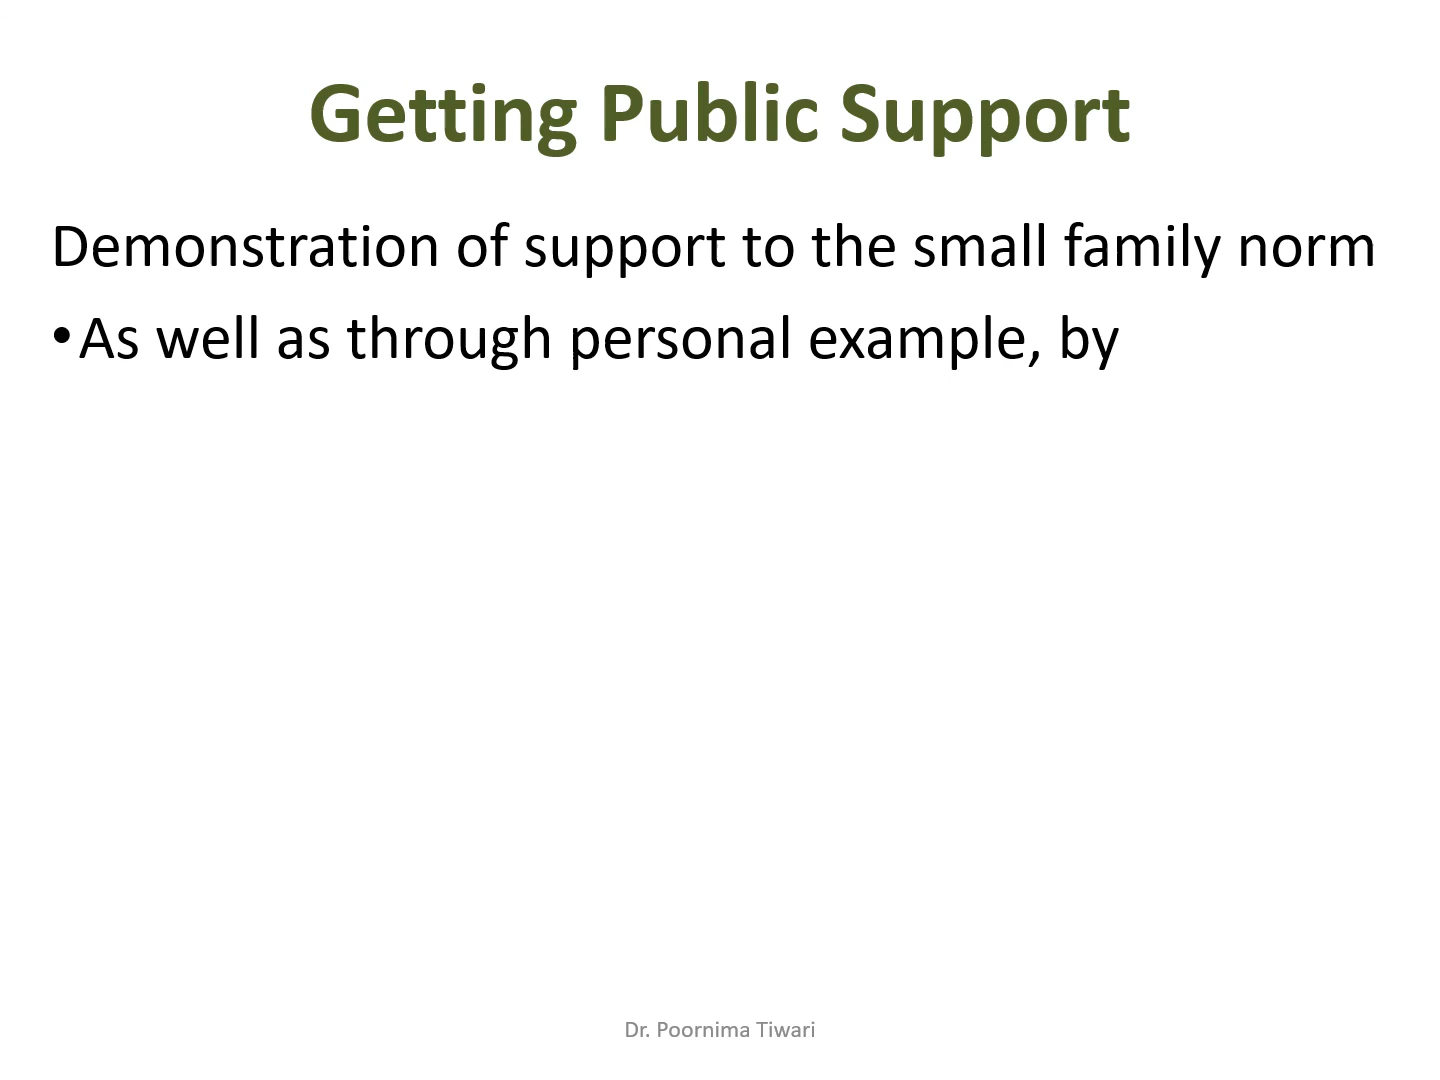 Getting Public Support
Demonstration of support to the small family norm
•As well as through personal example, by
Dr. Poornima Tiwari